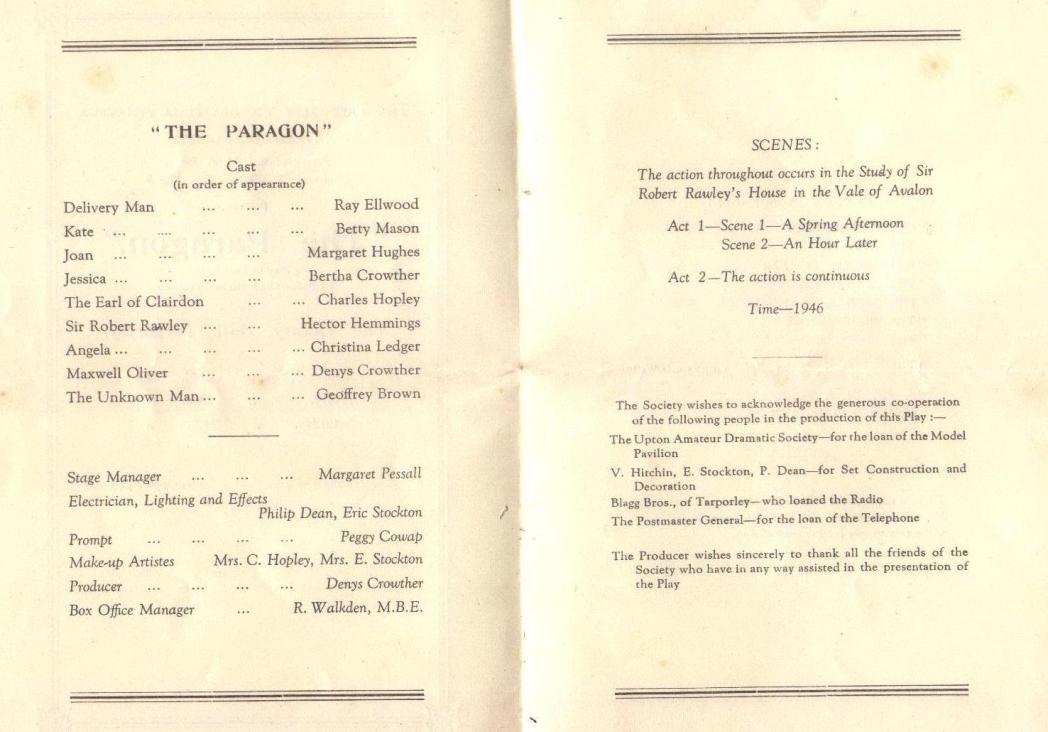 "THE PARAGON"
Cast
(in order of appearance)
Delivery Man ... ... ... Ray Ellwood
Kate ... .... ... ... Betty Mason
Joan ... ... ... ... Margaret Hughes
Jessica ... ... ... ... Bertha Crowther
The Earl of Clairdon ... ... Charles Hopley
Sir Robert Rawley ... ... Hector Hemmings
Angela ... ... ... ... ... Christina Ledger
Maxwell Oliver ... ... ... Denys Crowther
The Unknown Man ... ... ... Geoffrey Brown
Stage Manager ... ... ... Margaret Pessall
Electrician, Lighting and Effects
Philip Dean, Eric Stockton
Prompt ... ... ... ... Peggy Cowap
Make-up Artistes Mrs. C. Hopley, Mrs. E. Stockton
Producer ... ... ... ... Denys Crowther
Box Office Manager ... R. Walkden, M.B.E.
SCENES:
The action throughout occurs in the Study of Sir
Robert Rawley's House in the Vale of Avalon
Act 1—Scene 1—A Spring Afternoon
Scene 2—An Hour Later
Act 2—The action is continuous
Time—1946
The Society wishes to acknowledge the generous co-operation
of the following people in the production of this Play :—
The Upton Amateur Dramatic Society—for the loan of the Model
Pavilion
V. Hitchin, E. Stockton, P. Dean—for Set Construction and
Decoration
Blagg Bros., of Tarporley—who loaned the Radio
The Postmaster General—for the loan of the Telephone
The Producer wishes sincerely to thank all the friends of the
Society who have in any way assisted in the presentation of
the Play